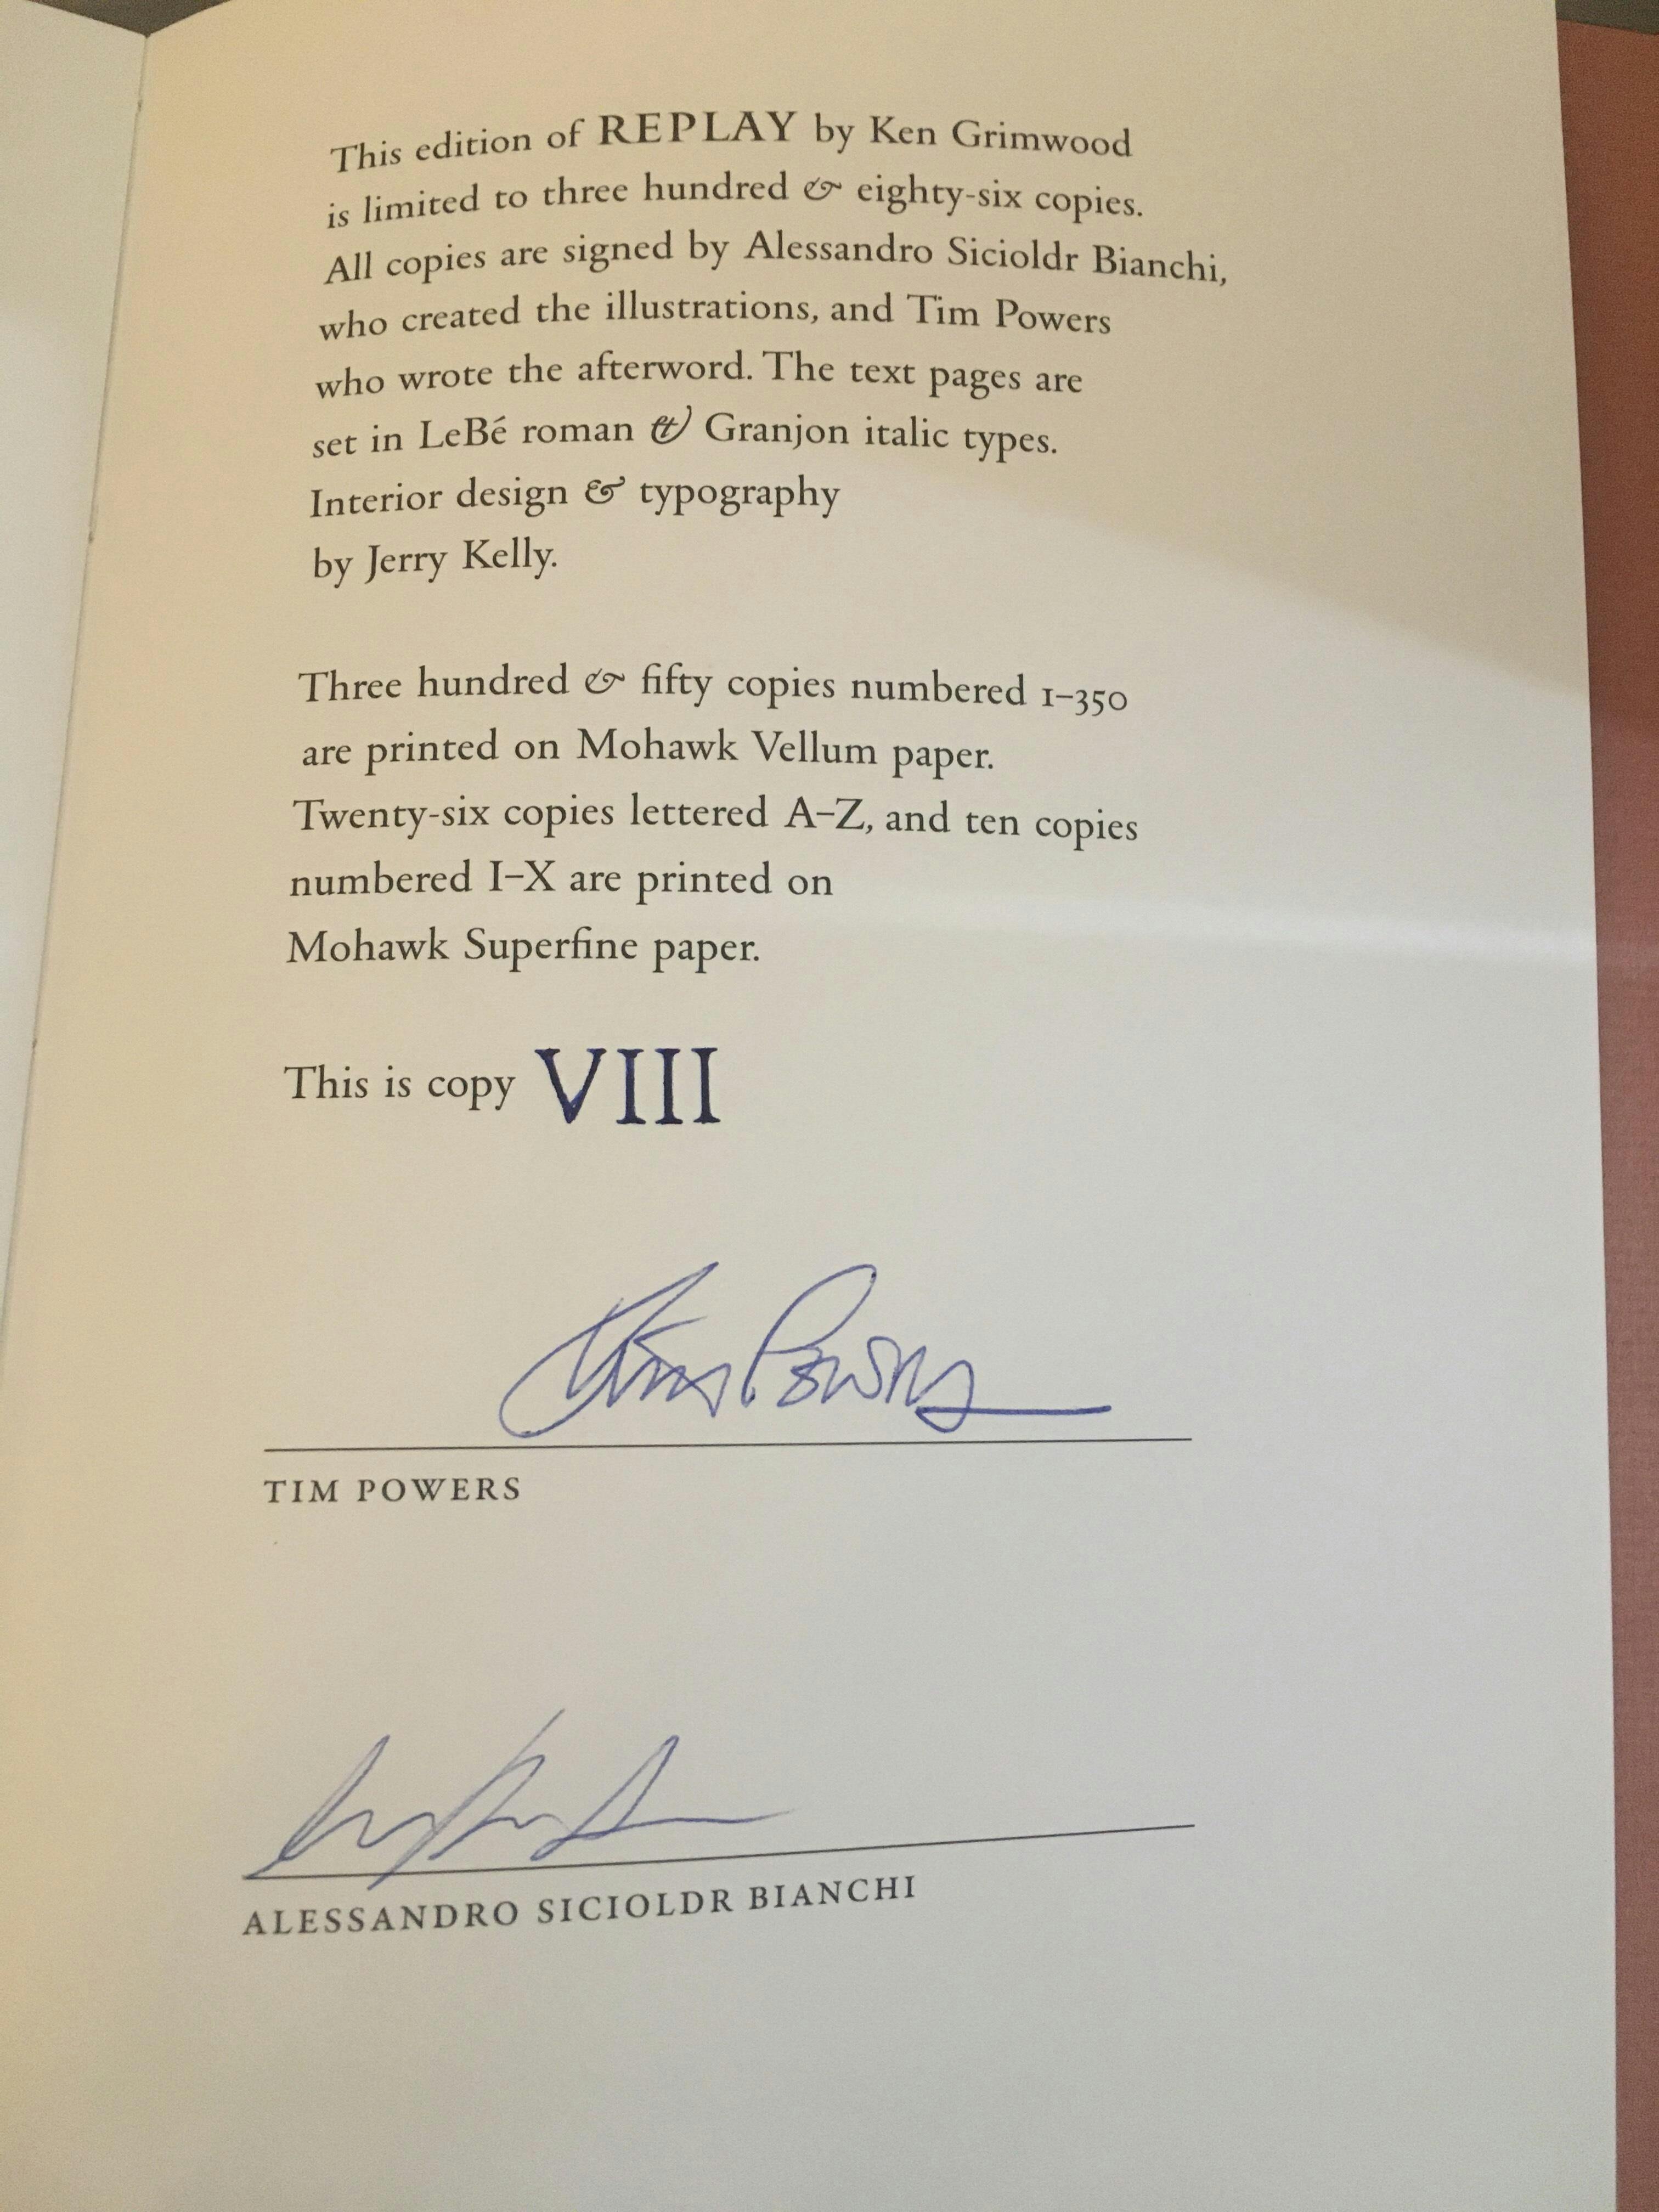 This edition of REPLAY by Ken Grimwood
is limited to three hundred & eighty-six copies.
All copies are signed by Alessandro Sicioldr Bianchi,
who created the illustrations, and Tim Powers
who wrote the afterword. The text pages are
set in LeBé roman & Granjon italic types.
Interior design & typography
by Jerry Kelly.
Three hundred & fifty copies numbered 1–350
are printed on Mohawk Vellum paper.
Twenty-six copies lettered A–Z, and ten copies
numbered I–X are printed on
Mohawk Superfine paper.
This is copy VIII
Tim Powers
TIM POWERS
ALESSANDRO SICIOLDR BIANCHI